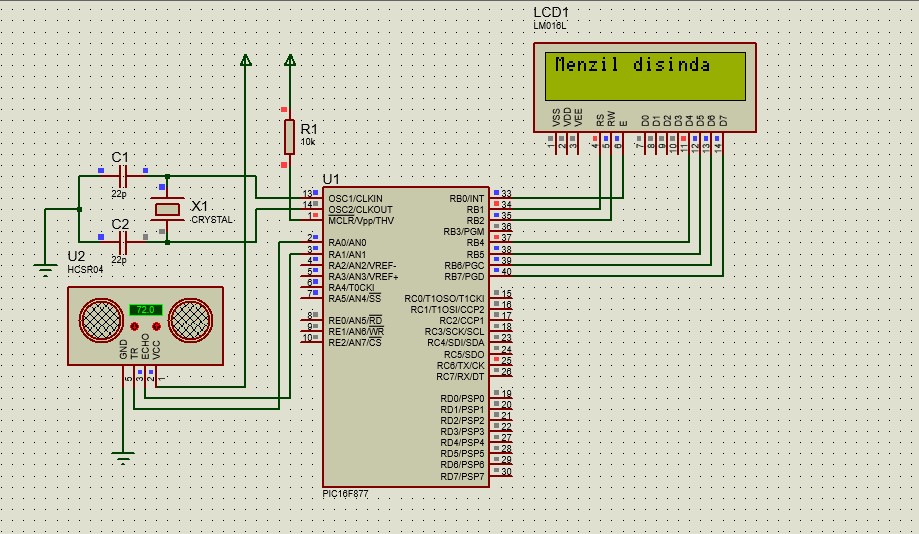 LCD1
LM016L
Menzil disinda
VSS VDD VEE RS RW E D0 D1 D2 D3 D4 D5 D6 D7
1 2 3 4 5 6 7 8 9 10 11 12 13 14
R1
10k
C1
22p
X1
CRYSTAL
C2
22p
U2
HCSR04
72.0
GND TR ECHO VCC
5 3 2 1
U1
13 OSC1/CLKIN RB0/INT 33
14 OSC2/CLKOUT RB1 34
1 MCLR/Vpp/THV RB2 35
RB3/PGM 36
2 RA0/AN0 RB4 37
3 RA1/AN1 RB5 38
4 RA2/AN2/VREF- RB6/PGC 39
5 RA3/AN3/VREF+ RB7/PGD 40
6 RA4/T0CKI
7 RA5/AN4/SS RC0/T1OSO/T1CKI 15
RC1/T1OSI/CCP2 16
8 RE0/AN5/RD RC2/CCP1 17
9 RE1/AN6/WR RC3/SCK/SCL 18
10 RE2/AN7/CS RC4/SDI/SDA 23
RC5/SDO 24
RC6/TX/CK 25
RC7/RX/DT 26
RD0/PSP0 19
RD1/PSP1 20
RD2/PSP2 21
RD3/PSP3 22
RD4/PSP4 27
RD5/PSP5 28
RD6/PSP6 29
RD7/PSP7 30
PIC16F877